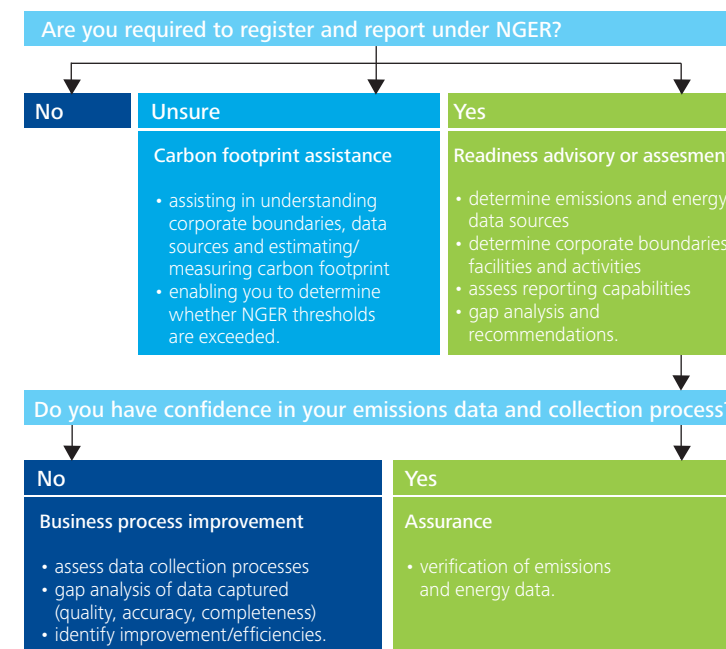 Are you required to register and report under NGER?
No
Unsure
Yes
Carbon footprint assistance
• assisting in understanding
corporate boundaries, data
sources and estimating/
measuring carbon footprint
• enabling you to determine
whether NGER thresholds
are exceeded.
Readiness advisory or assesment
• determine emissions and energy
data sources
• determine corporate boundaries
facilities and activities
• assess reporting capabilities
• gap analysis and
recommendations.
Do you have confidence in your emissions data and collection process?
No
Yes
Business process improvement
• assess data collection processes
• gap analysis of data captured
(quality, accuracy, completeness)
• identify improvement/efficiencies.
Assurance
• verification of emissions
and energy data.